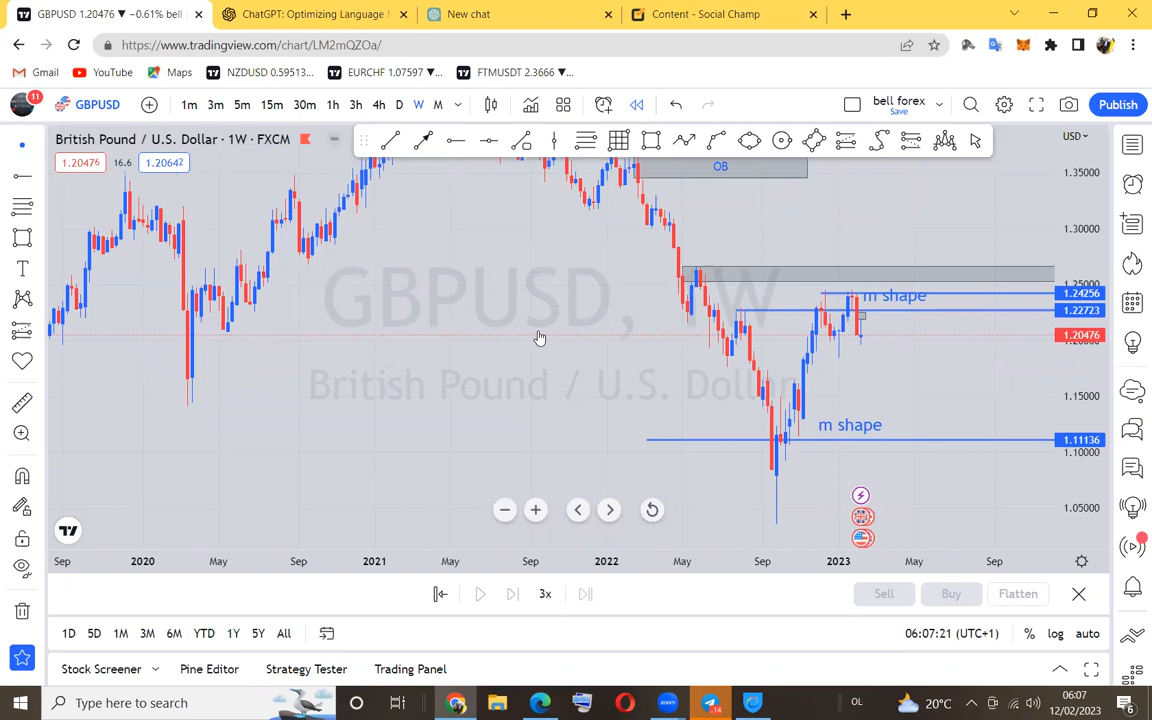 GBPUSD 1.20476 ▼ −0.61% bell
ChatGPT: Optimizing Language
New chat
Content - Social Champ
https://www.tradingview.com/chart/LM2mQZOa/
Gmail
YouTube
Maps
NZDUSD 0.59513...
EURCHF 1.07597 ▼...
FTMUSDT 2.3666 ▼...
11
GBPUSD
1m
3m
5m
15m
30m
1h
3h
4h
D
W
M
bell forex
Save
Publish
British Pound / U.S. Dollar · 1W · FXCM
USD
1.20476
16.6
1.20642
OB
1.35000
1.30000
1.25000
1.24256
1.22723
1.20476
1.15000
1.11136
1.10000
1.05000
GBPUSD, 1W
British Pound / U.S. Dollar
m shape
m shape
Sep
2020
May
Sep
2021
May
Sep
2022
May
Sep
2023
May
Sep
3x
Sell
Buy
Flatten
1D
5D
1M
3M
6M
YTD
1Y
5Y
All
06:07:21 (UTC+1)
%
log
auto
Stock Screener
Pine Editor
Strategy Tester
Trading Panel
Type here to search
20°C
OL
06:07
12/02/2023